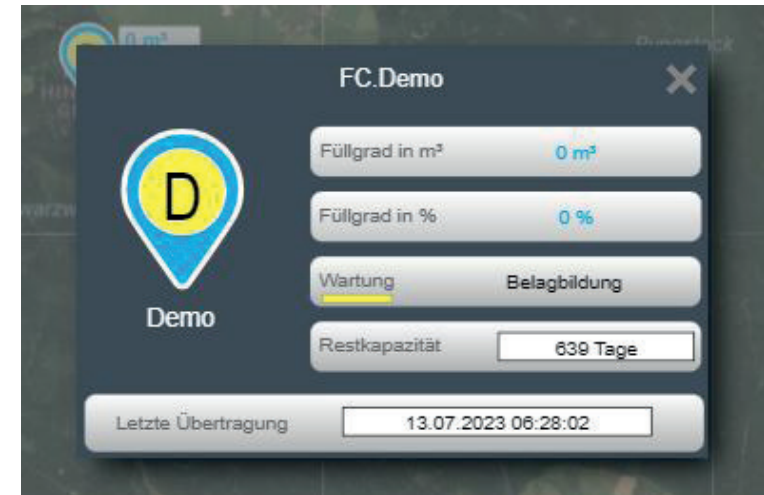 0 m³
FC.Demo
D
Demo
Füllgrad in m³ 0 m³
Füllgrad in % 0 %
Wartung Belagbildung
Restkapazität 639 Tage
Letzte Übertragung 13.07.2023 06:28:02